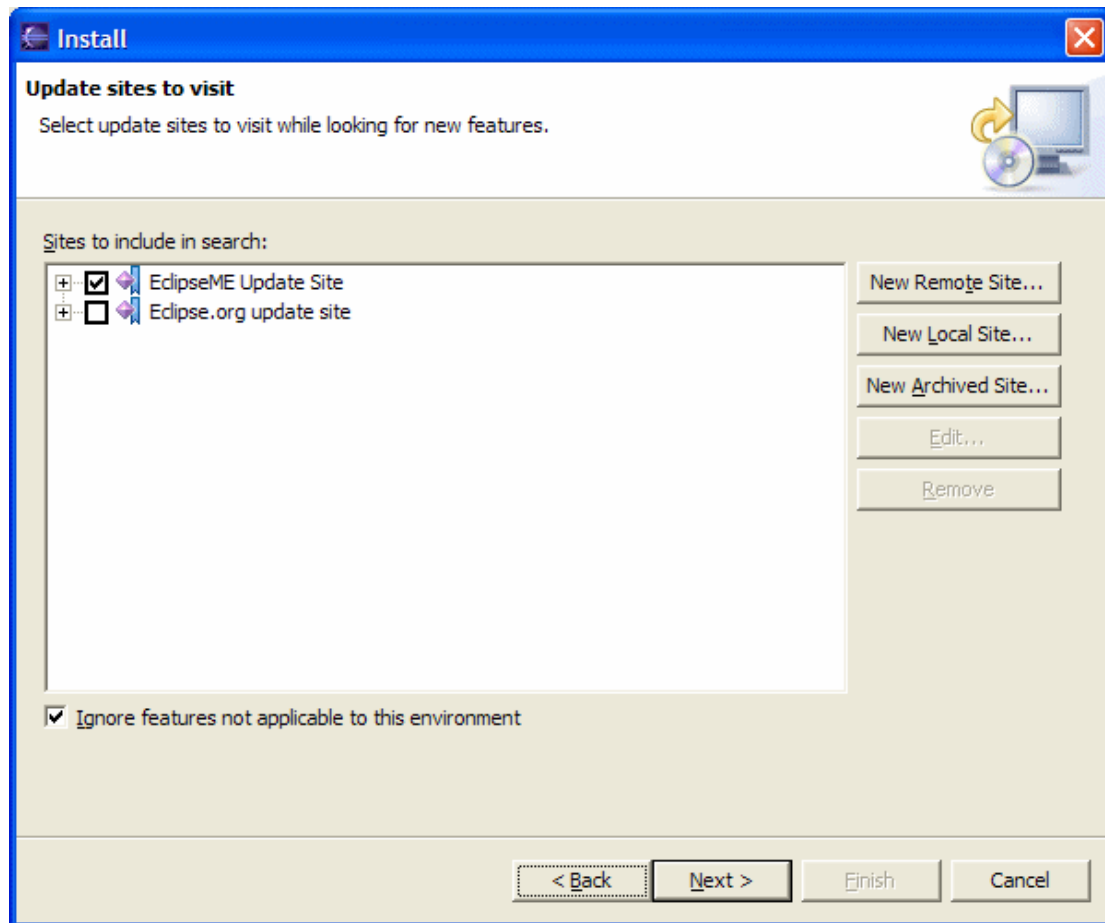 Install
Update sites to visit
Select update sites to visit while looking for new features.
Sites to include in search:
EclipseME Update Site
Eclipse.org update site
New Remote Site...
New Local Site...
New Archived Site...
Edit...
Remove
Ignore features not applicable to this environment
< Back
Next >
Finish
Cancel